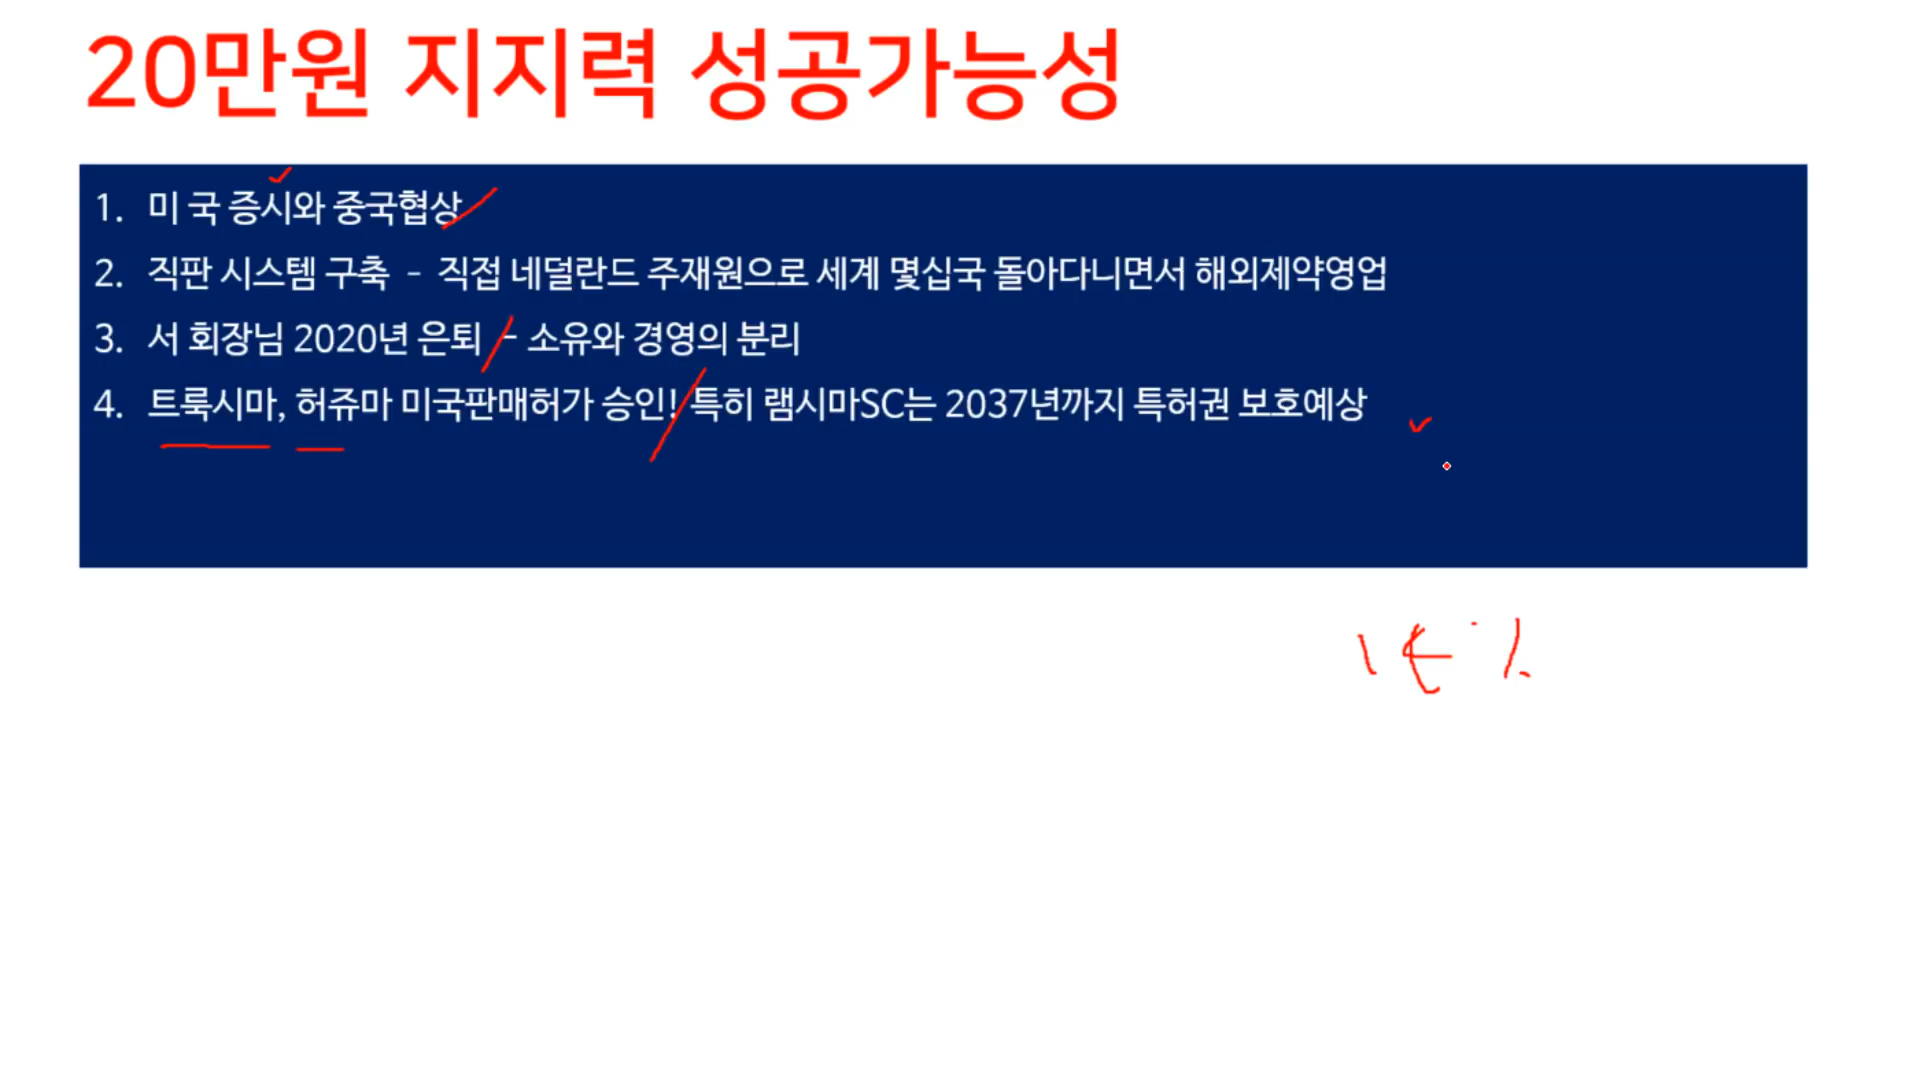 20만원 지지력 성공가능성
1. 미 국 증시와 중국협상
2. 직판 시스템 구축 - 직접 네덜란드 주재원으로 세계 몇십국 돌아다니면서 해외제약영업
3. 서 회장님 2020년 은퇴 - 소유와 경영의 분리
4. 트룩시마, 허쥬마 미국판매허가 승인! 특히 램시마SC는 2037년까지 특허권 보호예상